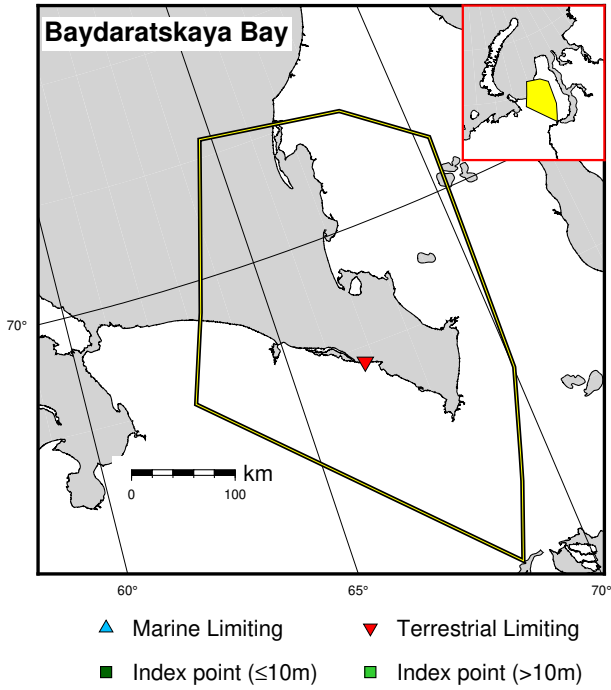 Baydaratskaya Bay
70°
km
0 100
60° 65° 70°
Marine Limiting
Terrestrial Limiting
Index point (≤10m)
Index point (>10m)